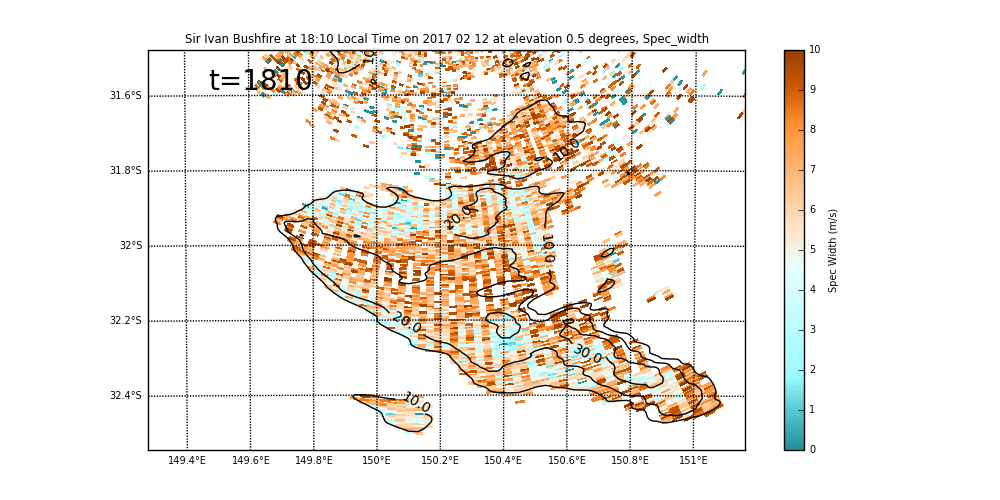 Sir Ivan Bushfire at 18:10 Local Time on 2017 02 12 at elevation 0.5 degrees, Spec_width
t=1810
31.6°S
31.8°S
32°S
32.2°S
32.4°S
149.4°E 149.6°E 149.8°E 150°E 150.2°E 150.4°E 150.6°E 150.8°E 151°E
10.0
20.0
10.0
20.0
30.0
10.0
10
9
8
7
6
5
4
3
2
1
0
Spec Width (m/s)